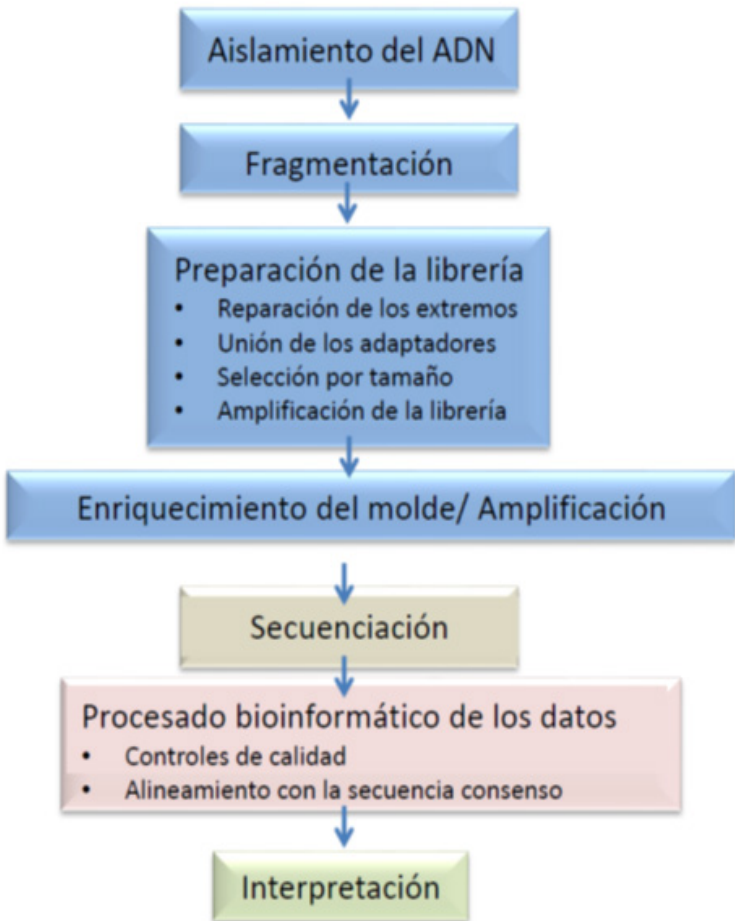 Aislamiento del ADN
Fragmentación
Preparación de la librería
• Reparación de los extremos
• Unión de los adaptadores
• Selección por tamaño
• Amplificación de la librería
Enriquecimiento del molde/ Amplificación
Secuenciación
Procesado bioinformático de los datos
• Controles de calidad
• Alineamiento con la secuencia consenso
Interpretación